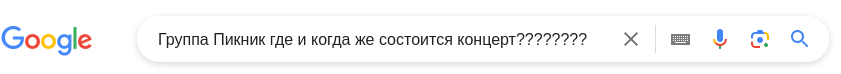 Google
Группа Пикник где и когда же состоится концерт????????